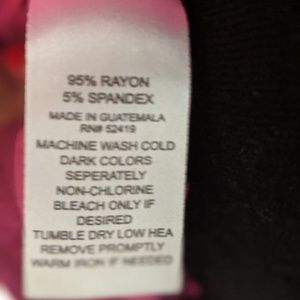 95% RAYON
5% SPANDEX
MADE IN GUATEMALA
RN# 52419
MACHINE WASH COLD
DARK COLORS
SEPERATELY
NON-CHLORINE
BLEACH ONLY IF
DESIRED
TUMBLE DRY LOW HEA
REMOVE PROMPTLY
WARM IRON IF NEEDED